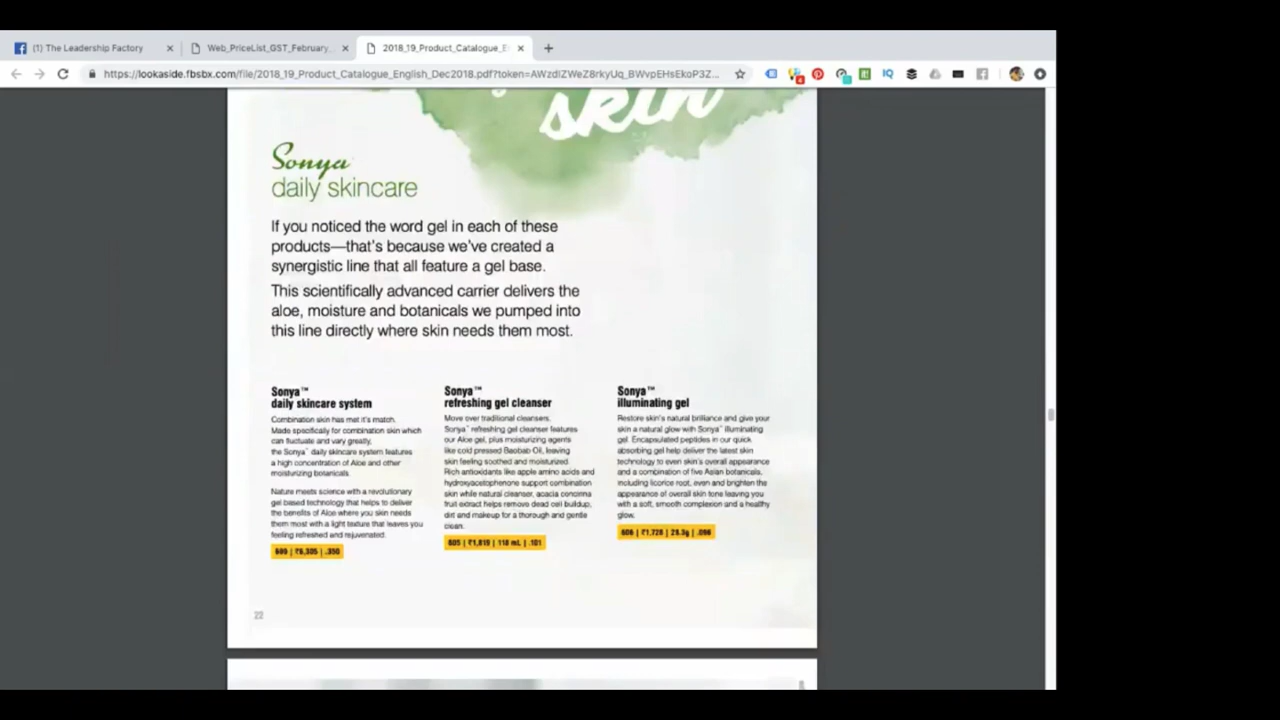 (1) The Leadership Factory
Web_PriceList_GST_February_
2018_19_Product_Catalogue_E
https://lookaside.fbsbx.com/file/2018_19_Product_Catalogue_English_Dec2018.pdf?token=AWzdIZWeZ8rkyUq_BWvpEHsEkoP3Z...
skin
Sonya
daily skincare
If you noticed the word gel in each of these
products—that's because we've created a
synergistic line that all feature a gel base.
This scientifically advanced carrier delivers the
aloe, moisture and botanicals we pumped into
this line directly where skin needs them most.
Sonya™
daily skincare system
Combination skin has met it's match.
Made specifically for combination skin which
can fluctuate and vary greatly,
the Sonya™ daily skincare system features
a high concentration of Aloe and other
moisturizing botanicals.
Nature meets science with a revolutionary
gel based technology that helps to deliver
the benefits of Aloe where you skin needs
them most with a light texture that leaves you
feeling refreshed and rejuvenated.
| .350
Sonya™
refreshing gel cleanser
Move over traditional cleansers.
Sonya™ refreshing gel cleanser features
our Aloe gel, plus moisturizing agents
like cold pressed Baobab Oil, leaving
skin feeling soothed and moisturized.
Rich antioxidants like apple amino acids and
hydroxyacetophenone support combination
skin while natural cleanser, acacia concinna
fruit extract helps remove dead cell buildup,
dirt and makeup for a thorough and gentle
clean.
605 | ₹1,819 | 118 mL | .101
Sonya™
illuminating gel
Restore skin's natural brilliance and give your
skin a natural glow with Sonya™ illuminating
gel. Encapsulated peptides in our quick
absorbing gel help deliver the latest skin
technology to even skin's overall appearance
and a combination of five Asian botanicals,
including licorice root, even and brighten the
appearance of overall skin tone leaving you
with a soft, smooth complexion and a healthy
glow.
606 | ₹1,728 | 28.3g | .096
22